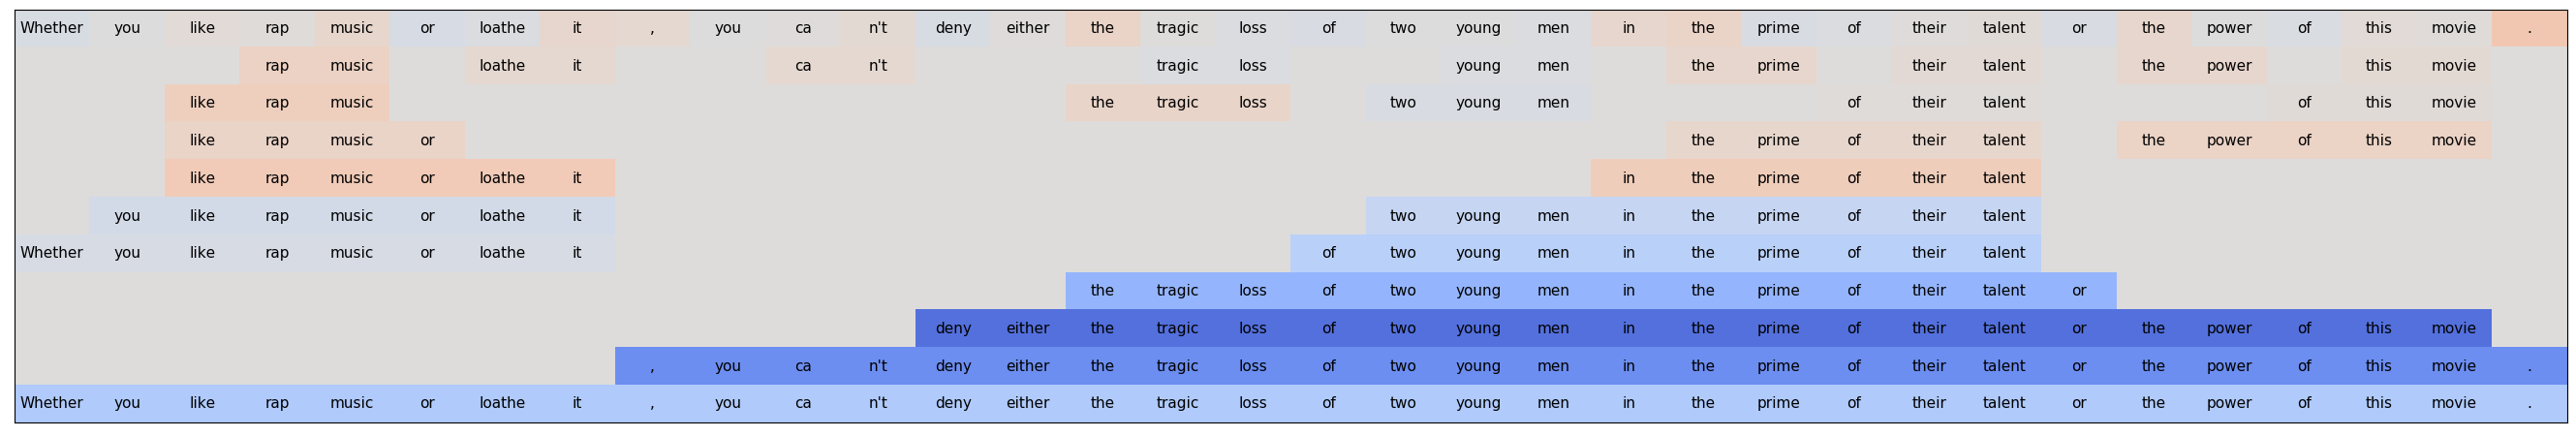 Whether you like rap music or loathe it , you ca n't deny either the tragic loss of two young men in the prime of their talent or the power of this movie .
rap music loathe it ca n't tragic loss young men the prime their talent the power this movie
like rap music the tragic loss two young men of their talent of this movie
like rap music or the prime of their talent the power of this movie
like rap music or loathe it in the prime of their talent
you like rap music or loathe it two young men in the prime of their talent
Whether you like rap music or loathe it of two young men in the prime of their talent
the tragic loss of two young men in the prime of their talent or
deny either the tragic loss of two young men in the prime of their talent or the power of this movie
, you ca n't deny either the tragic loss of two young men in the prime of their talent or the power of this movie .
Whether you like rap music or loathe it , you ca n't deny either the tragic loss of two young men in the prime of their talent or the power of this movie .